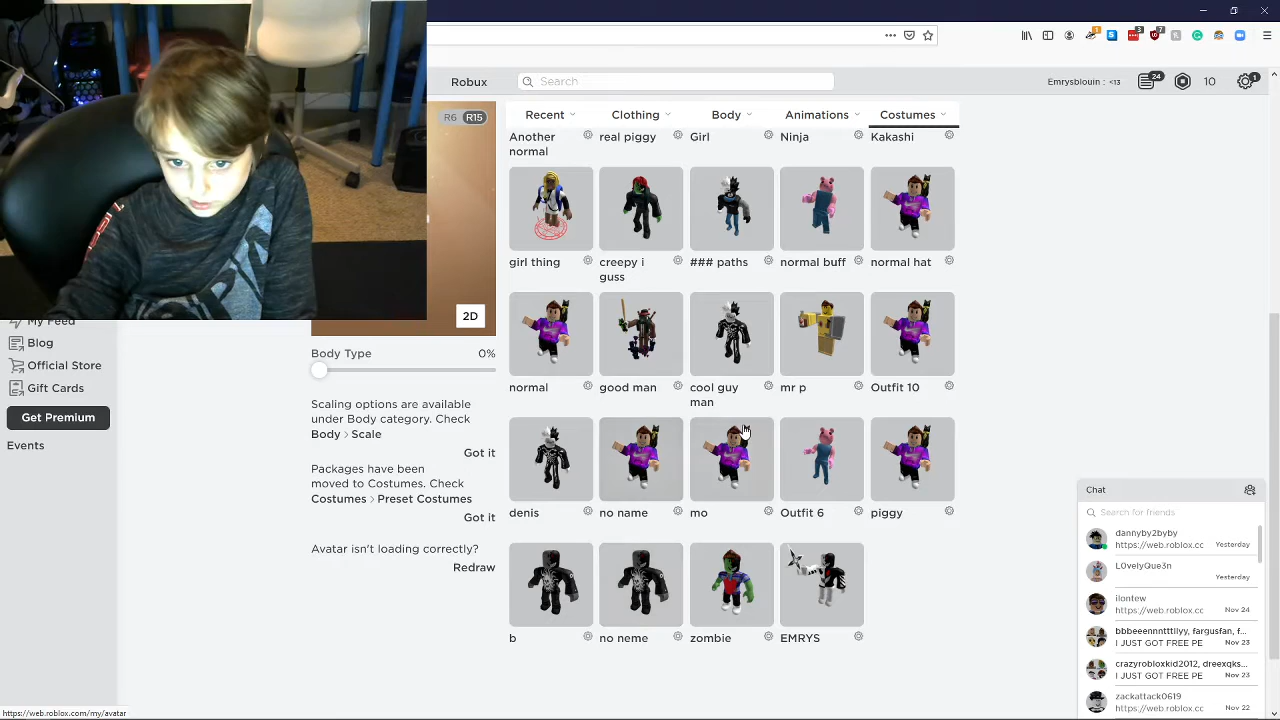 Robux
Search
Emrysblouin : <13
24
10
1
1
3
7
R6 R15
Recent
Clothing
Body
Animations
Costumes
Another normal
real piggy
Girl
Ninja
Kakashi
girl thing
creepy i guss
### paths
normal buff
normal hat
2D
My Feed
Blog
Official Store
Gift Cards
Get Premium
Events
Body Type 0%
Scaling options are available
under Body category. Check
Body > Scale
Got it
Packages have been
moved to Costumes. Check
Costumes > Preset Costumes
Got it
Avatar isn't loading correctly?
Redraw
normal
good man
cool guy man
mr p
Outfit 10
denis
no name
mo
Outfit 6
piggy
b
no neme
zombie
EMRYS
Chat
Search for friends
dannyby2byby
https://web.roblox.cc Yesterday
L0velyQue3n
Yesterday
ilontew
https://web.roblox.cc Nov 24
bbbeeennntttllyy, fargusfan, f...
I JUST GOT FREE PE Nov 23
crazyrobloxkid2012, dreexqks...
I JUST GOT FREE PE Nov 23
zackattack0619
https://web.roblox.cc Nov 22
https://web.roblox.com/my/avatar